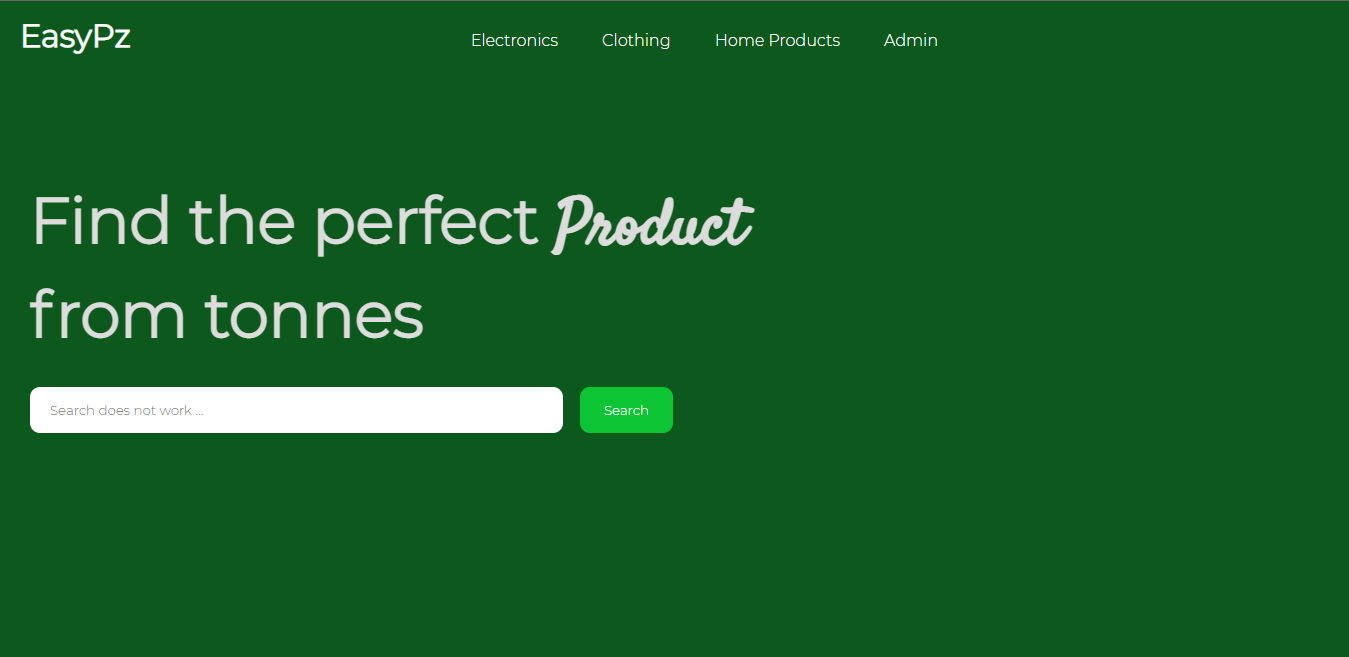 EasyPz
Electronics Clothing Home Products Admin
Find the perfect Product
from tonnes
Search does not work ...
Search